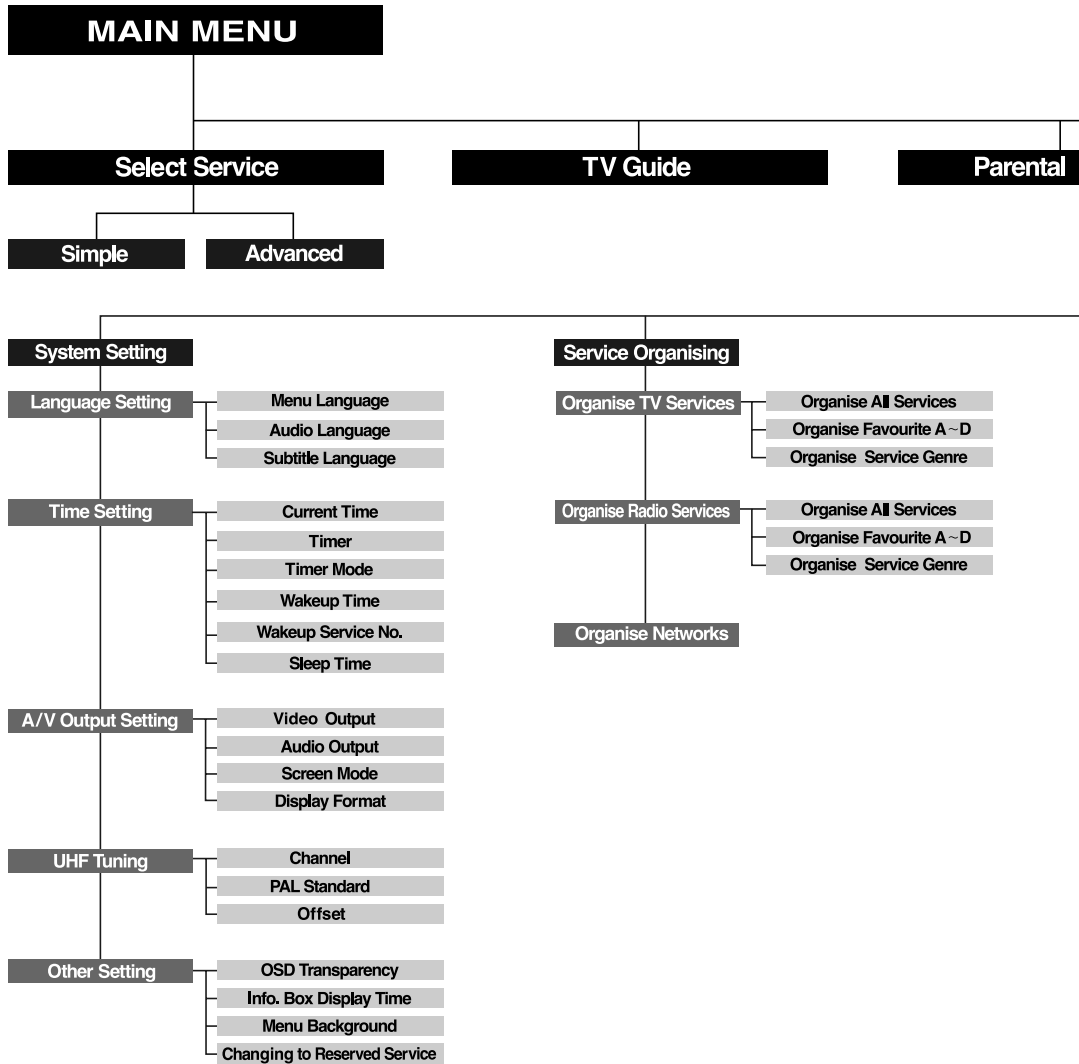 MAIN MENU
Select Service
TV Guide
Parental
Simple
Advanced
System Setting
Language Setting
Menu Language
Audio Language
Subtitle Language
Time Setting
Current Time
Timer
Timer Mode
Wakeup Time
Wakeup Service No.
Sleep Time
A/V Output Setting
Video Output
Audio Output
Screen Mode
Display Format
UHF Tuning
Channel
PAL Standard
Offset
Other Setting
OSD Transparency
Info. Box Display Time
Menu Background
Changing to Reserved Service
Service Organising
Organise TV Services
Organise All Services
Organise Favourite A~D
Organise Service Genre
Organise Radio Services
Organise All Services
Organise Favourite A~D
Organise Service Genre
Organise Networks